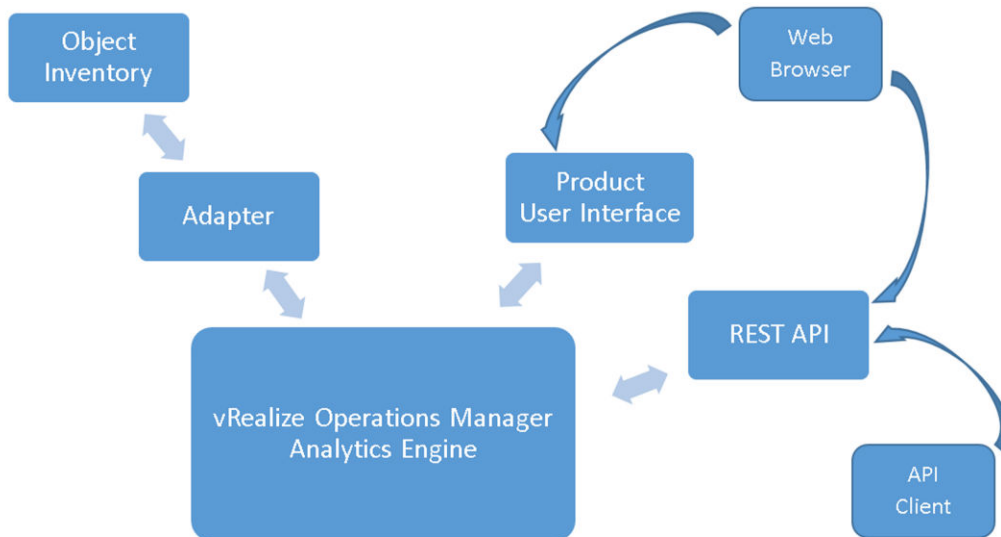 Object
Inventory
Web
Browser
Adapter
Product
User Interface
REST API
vRealize Operations Manager
Analytics Engine
API
Client